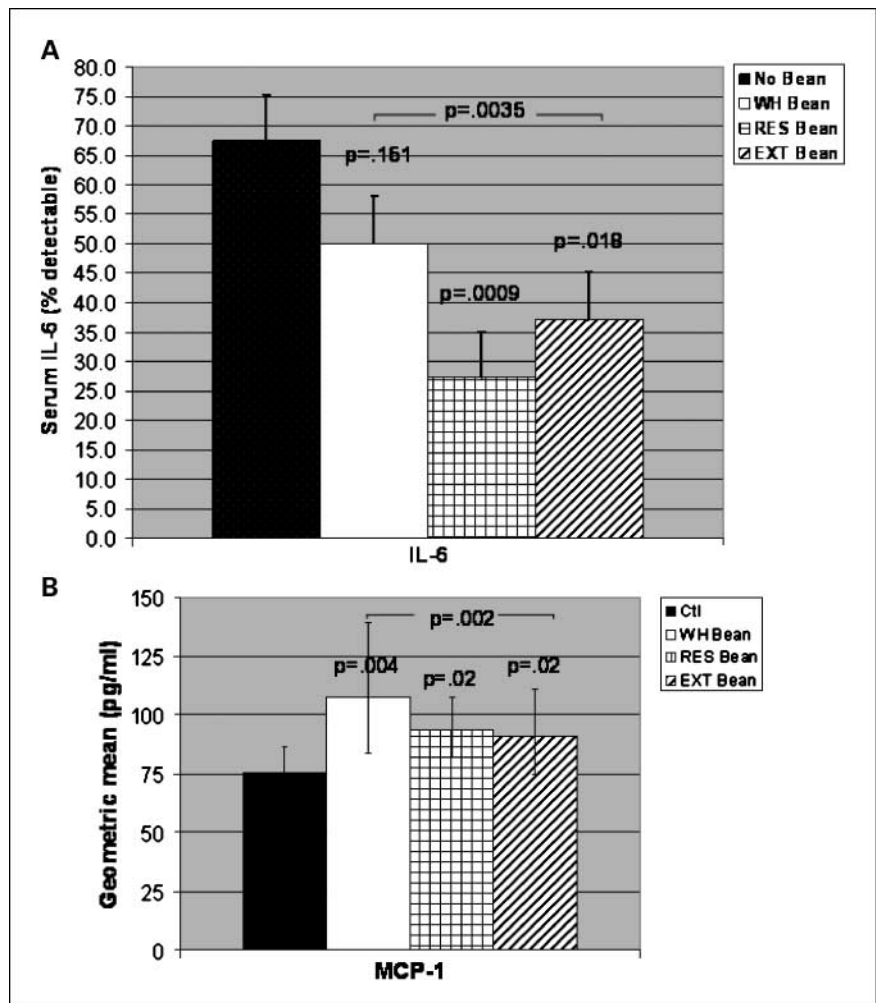 A
Serum IL-6 (% detectable)
80.0
75.0
70.0
65.0
60.0
55.0
50.0
45.0
40.0
35.0
30.0
25.0
20.0
15.0
10.0
5.0
0.0
p=.0035
p=.161
p=.0009
p=.018
IL-6
No Bean
WH Bean
RES Bean
EXT Bean
B
Geometric mean (pg/ml)
150
125
100
75
50
25
0
p=.002
p=.004
p=.02
p=.02
MCP-1
Ctl
WH Bean
RES Bean
EXT Bean